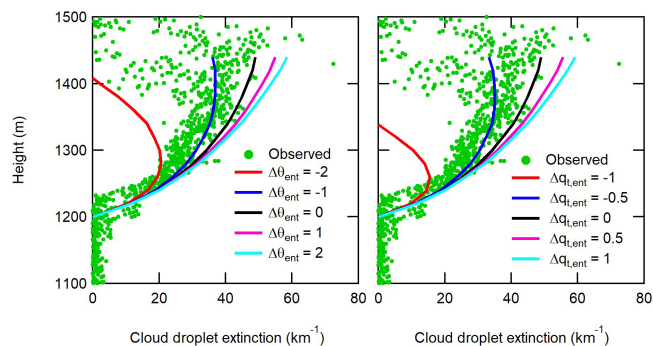 1500
1400
1300
1200
1100
Height (m)
Observed
Δθent = -2
Δθent = -1
Δθent = 0
Δθent = 1
Δθent = 2
0 20 40 60 80
Cloud droplet extinction (km-1)
Observed
Δqt,ent = -1
Δqt,ent = -0.5
Δqt,ent = 0
Δqt,ent = 0.5
Δqt,ent = 1
0 20 40 60 80
Cloud droplet extinction (km-1)